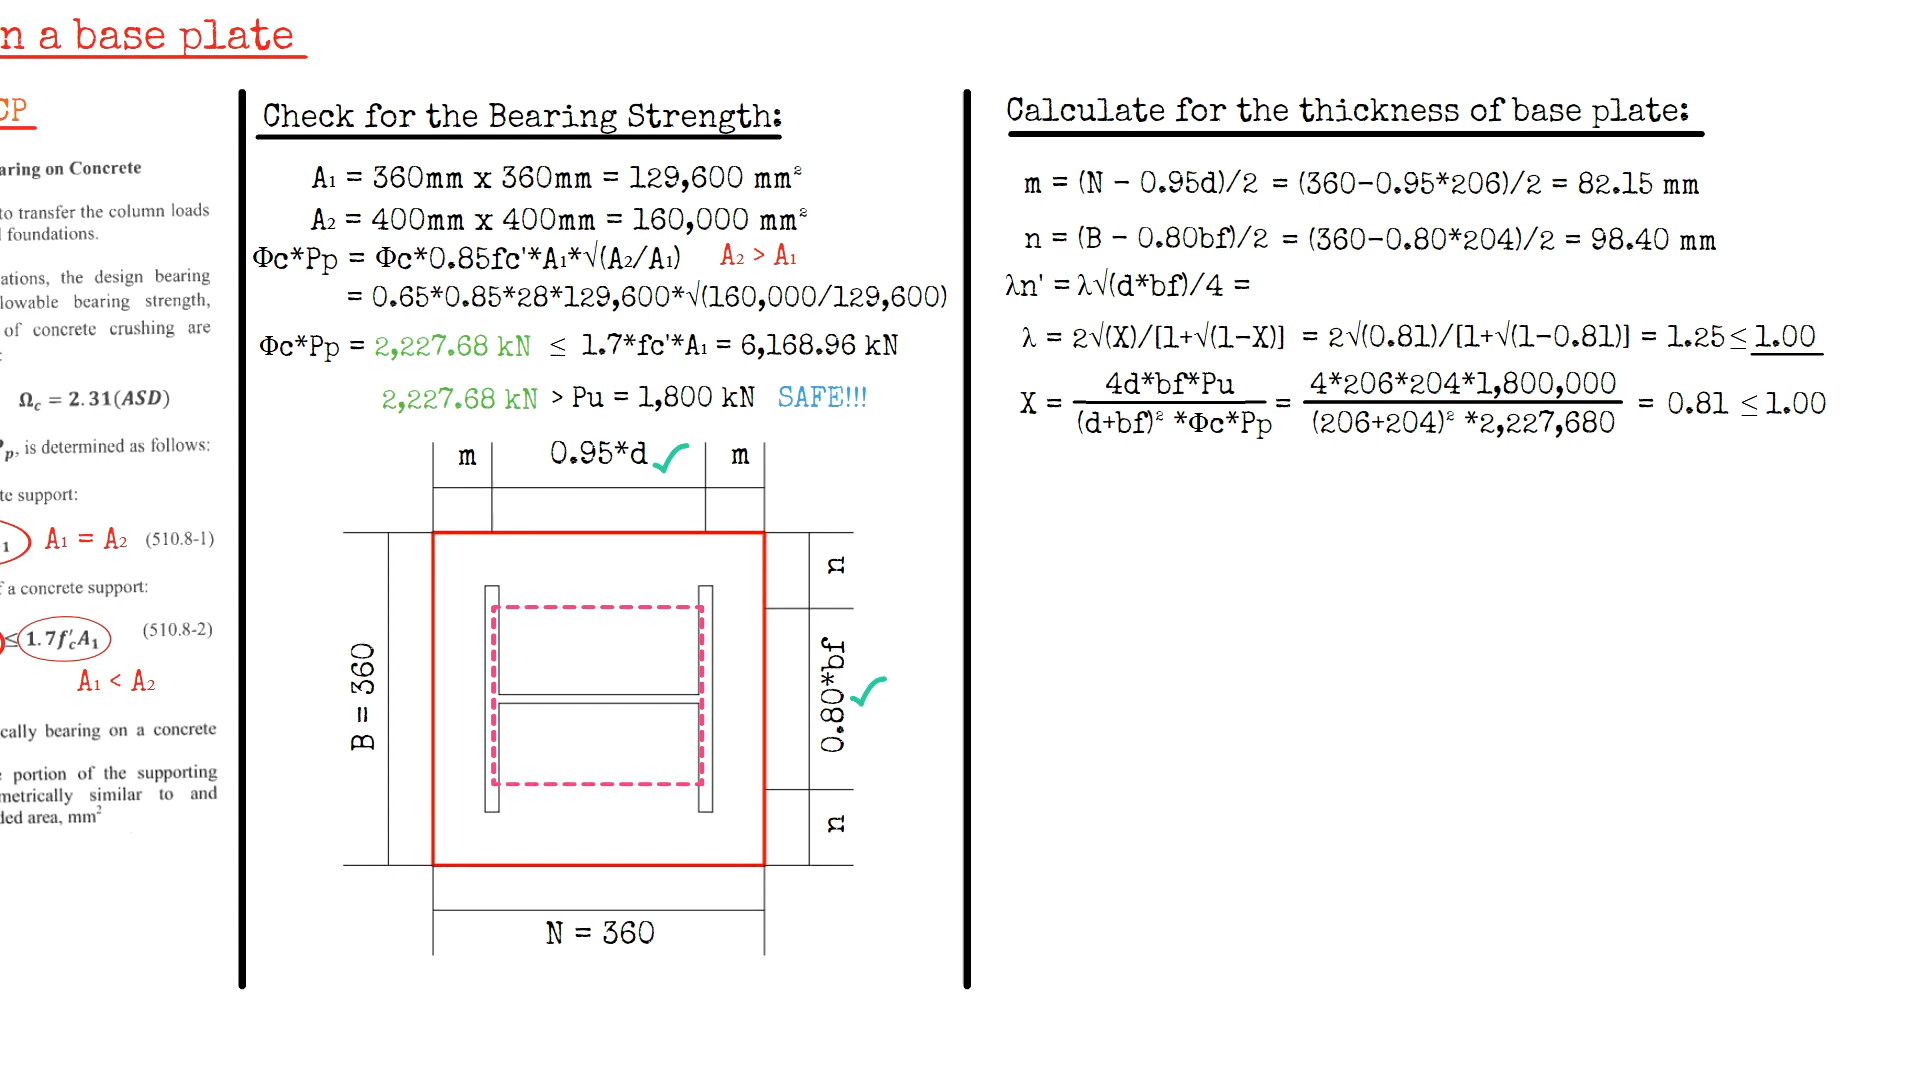 n a base plate
CP
aring on Concrete
to transfer the column loads
foundations.
ations, the design bearing
lowable bearing strength,
of concrete crushing are
:
Ωc = 2.31(ASD)
Pp, is determined as follows:
te support:
1 A₁ = A₂ (510.8-1)
f a concrete support:
≤ 1.7f'cA₁ (510.8-2)
A₁ < A₂
cally bearing on a concrete
portion of the supporting
metrically similar to and
ded area, mm²
Check for the Bearing Strength:
A₁ = 360mm x 360mm = 129,600 mm²
A₂ = 400mm x 400mm = 160,000 mm²
Φc*Pp = Φc*0.85fc'*A₁*√(A₂/A₁) A₂ > A₁
= 0.65*0.85*28*129,600*√(160,000/129,600)
Φc*Pp = 2,227.68 kN ≤ 1.7*fc'*A₁ = 6,168.96 kN
2,227.68 kN > Pu = 1,800 kN SAFE!!!
m 0.95*d m
n
0.80*bf
n
B = 360
N = 360
Calculate for the thickness of base plate:
m = (N - 0.95d)/2 = (360-0.95*206)/2 = 82.15 mm
n = (B - 0.80bf)/2 = (360-0.80*204)/2 = 98.40 mm
λn' = λ√(d*bf)/4 =
λ = 2√(X)/[1+√(1-X)] = 2√(0.81)/[1+√(1-0.81)] = 1.25 ≤ 1.00
4d*bf*Pu 4*206*204*1,800,000
X = = = 0.81 ≤ 1.00
(d+bf)² *Φc*Pp (206+204)² *2,227,680